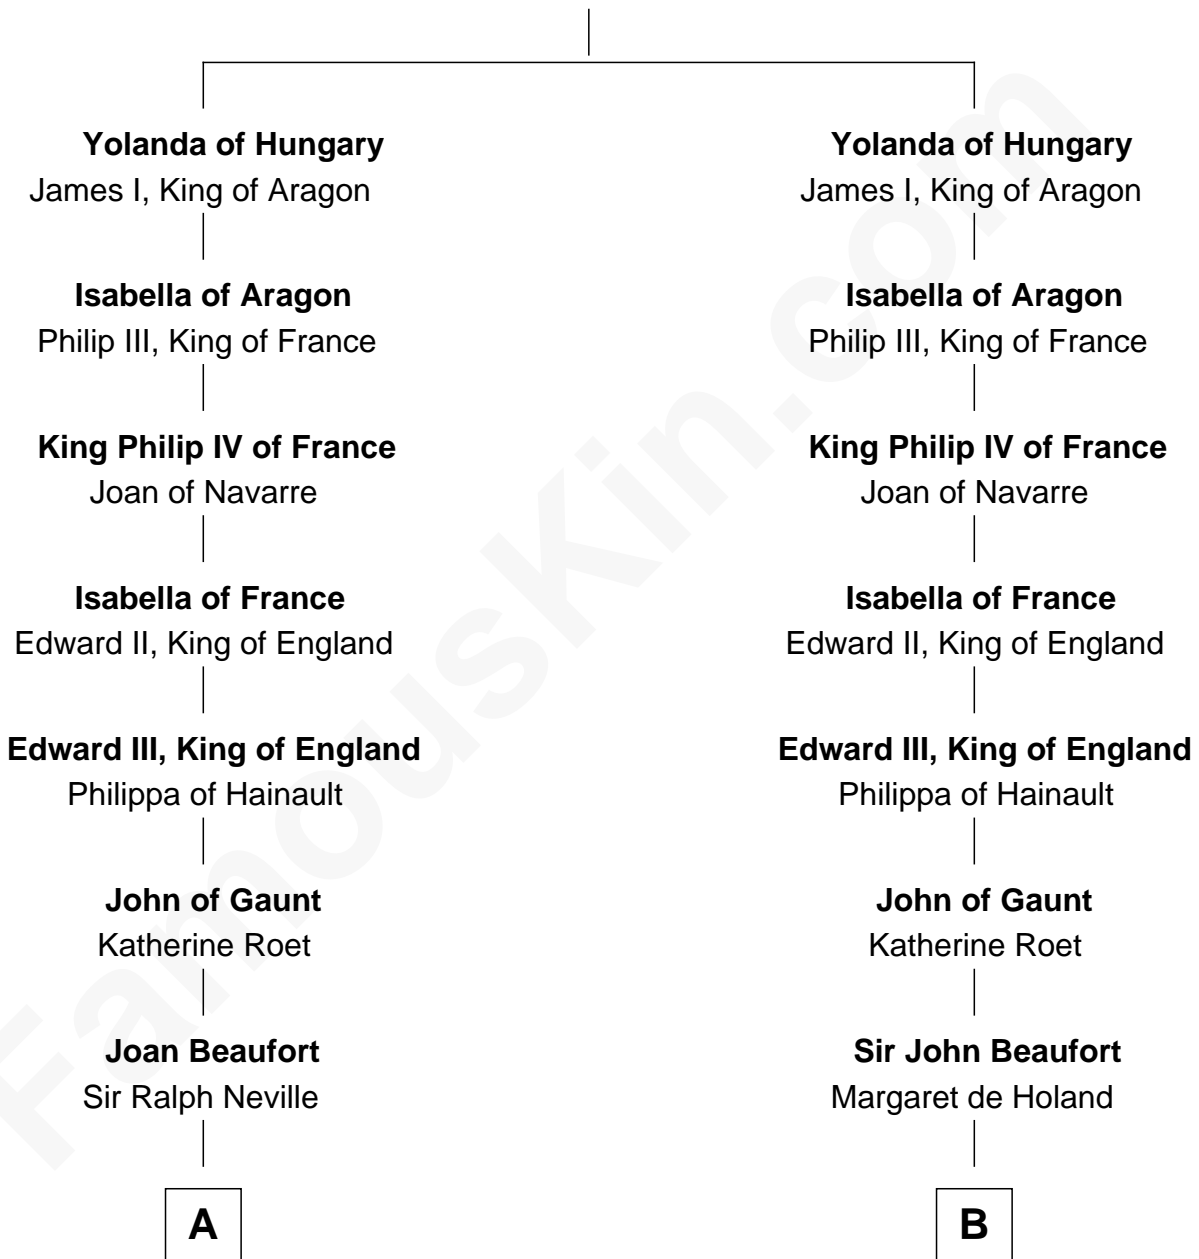 Yolanda of Hungary
James I, King of Aragon
Isabella of Aragon
Philip III, King of France
King Philip IV of France
Joan of Navarre
Isabella of France
Edward II, King of England
Edward III, King of England
Philippa of Hainault
John of Gaunt
Katherine Roet
Joan Beaufort
Sir Ralph Neville
A
Yolanda of Hungary
James I, King of Aragon
Isabella of Aragon
Philip III, King of France
King Philip IV of France
Joan of Navarre
Isabella of France
Edward II, King of England
Edward III, King of England
Philippa of Hainault
John of Gaunt
Katherine Roet
Sir John Beaufort
Margaret de Holand
B
FamousKin.com